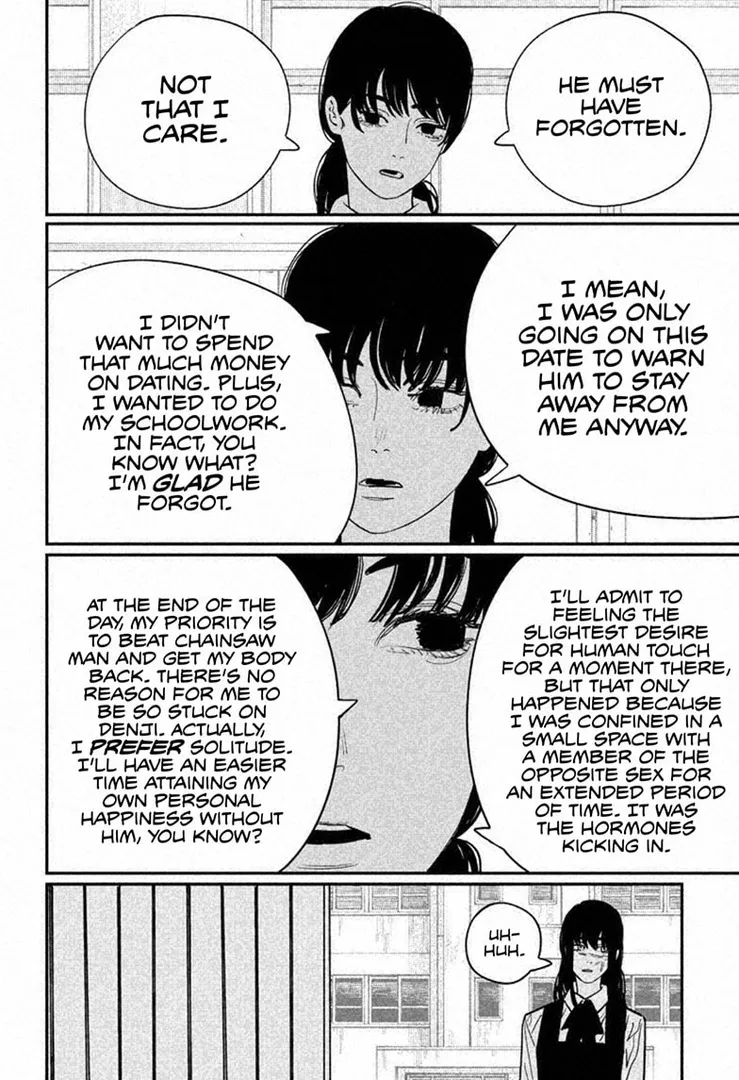 HE MUST
HAVE
FORGOTTEN.
NOT
THAT I
CARE.
I MEAN,
I WAS ONLY
GOING ON THIS
DATE TO WARN
HIM TO STAY
AWAY FROM
ME ANYWAY.
I DIDN'T
WANT TO SPEND
THAT MUCH MONEY
ON DATING. PLUS,
I WANTED TO DO
MY SCHOOLWORK.
IN FACT, YOU
KNOW WHAT?
I'M GLAD HE
FORGOT.
I'LL ADMIT TO
FEELING THE
SLIGHTEST DESIRE
FOR HUMAN TOUCH
FOR A MOMENT THERE,
BUT THAT ONLY
HAPPENED BECAUSE
I WAS CONFINED IN A
SMALL SPACE WITH
A MEMBER OF THE
OPPOSITE SEX FOR
AN EXTENDED PERIOD
OF TIME. IT WAS
THE HORMONES
KICKING IN.
AT THE END OF THE
DAY, MY PRIORITY IS
TO BEAT CHAINSAW
MAN AND GET MY BODY
BACK. THERE'S NO
REASON FOR ME TO
BE SO STUCK ON
DENJI. ACTUALLY,
I PREFER SOLITUDE.
I'LL HAVE AN EASIER
TIME ATTAINING MY
OWN PERSONAL
HAPPINESS WITHOUT
HIM, YOU KNOW?
UH-
HUH.